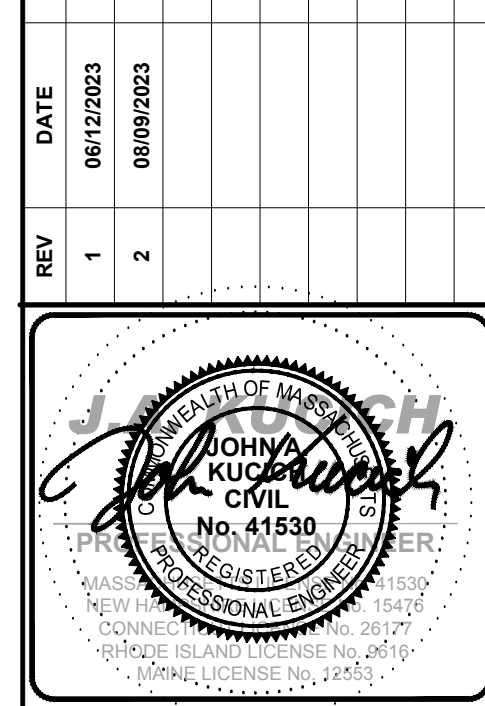 REV DATE
1 06/12/2023
2 08/09/2023
J.A. KUCICH
COMMONWEALTH OF MASSACHUSETTS
JOHN A.
KUCICH
CIVIL
No. 41530
REGISTERED
PROFESSIONAL ENGINEER
John Kucich
PROFESSIONAL ENGINEER
MASSACHUSETTS LICENSE No. 41530
NEW HAMPSHIRE LICENSE No. 15476
CONNECTICUT LICENSE No. 26177
RHODE ISLAND LICENSE No. 9616
MAINE LICENSE No. 12553